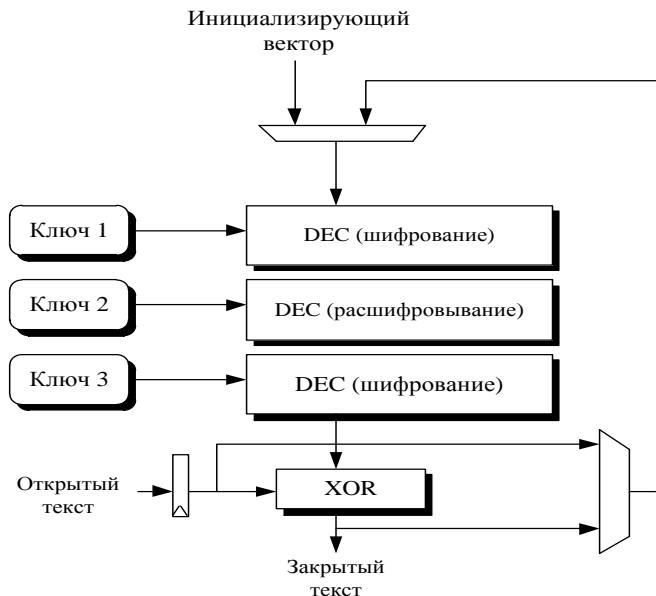 Инициализирующий
вектор
Ключ 1
DEC (шифрование)
Ключ 2
DEC (расшифровывание)
Ключ 3
DEC (шифрование)
Открытый
текст
XOR
Закрытый
текст